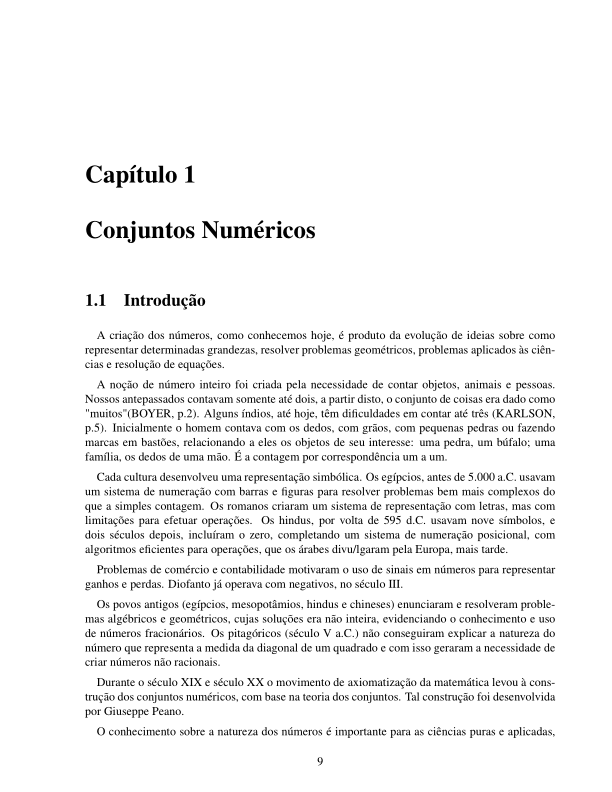 Capítulo 1
Conjuntos Numéricos
1.1 Introdução
A criação dos números, como conhecemos hoje, é produto da evolução de ideias sobre como
representar determinadas grandezas, resolver problemas geométricos, problemas aplicados às ciên-
cias e resolução de equações.
A noção de número inteiro foi criada pela necessidade de contar objetos, animais e pessoas.
Nossos antepassados contavam somente até dois, a partir disto, o conjunto de coisas era dado como
"muitos"(BOYER, p.2). Alguns índios, até hoje, têm dificuldades em contar até três (KARLSON,
p.5). Inicialmente o homem contava com os dedos, com grãos, com pequenas pedras ou fazendo
marcas em bastões, relacionando a eles os objetos de seu interesse: uma pedra, um búfalo; uma
família, os dedos de uma mão. É a contagem por correspondência um a um.
Cada cultura desenvolveu uma representação simbólica. Os egípcios, antes de 5.000 a.C. usavam
um sistema de numeração com barras e figuras para resolver problemas bem mais complexos do
que a simples contagem. Os romanos criaram um sistema de representação com letras, mas com
limitações para efetuar operações. Os hindus, por volta de 595 d.C. usavam nove símbolos, e
dois séculos depois, incluíram o zero, completando um sistema de numeração posicional, com
algoritmos eficientes para operações, que os árabes divu/lgaram pela Europa, mais tarde.
Problemas de comércio e contabilidade motivaram o uso de sinais em números para representar
ganhos e perdas. Diofanto já operava com negativos, no século III.
Os povos antigos (egípcios, mesopotâmios, hindus e chineses) enunciaram e resolveram proble-
mas algébricos e geométricos, cujas soluções era não inteira, evidenciando o conhecimento e uso
de números fracionários. Os pitagóricos (século V a.C.) não conseguiram explicar a natureza do
número que representa a medida da diagonal de um quadrado e com isso geraram a necessidade de
criar números não racionais.
Durante o século XIX e século XX o movimento de axiomatização da matemática levou à cons-
trução dos conjuntos numéricos, com base na teoria dos conjuntos. Tal construção foi desenvolvida
por Giuseppe Peano.
O conhecimento sobre a natureza dos números é importante para as ciências puras e aplicadas,
9